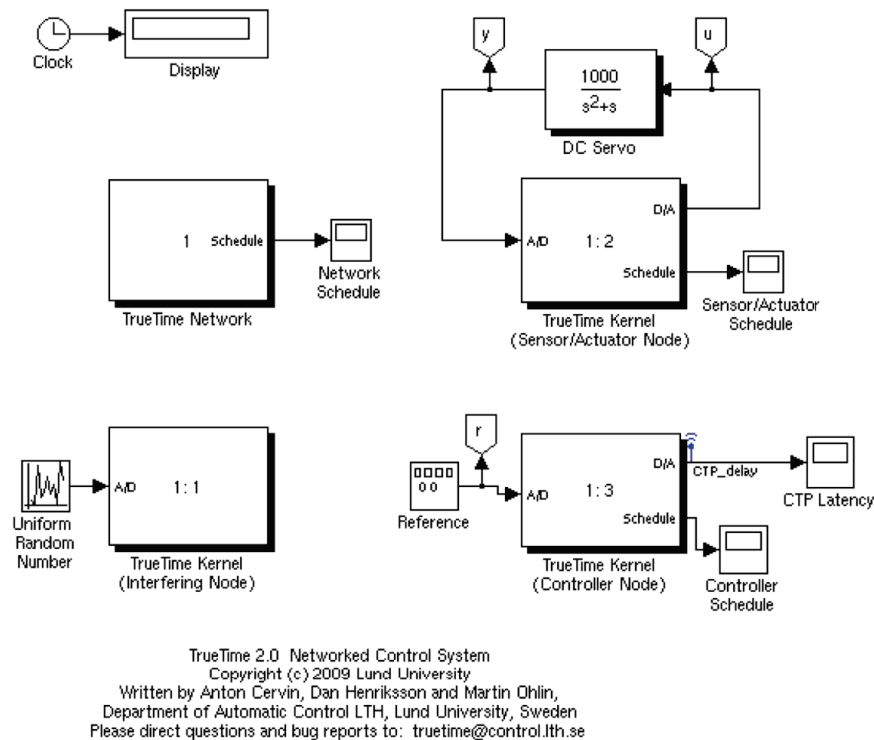 Clock
Display
y
u
1000
s²+s
DC Servo
1
Schedule
Network
Schedule
TrueTime Network
A/D
1:2
D/A
Schedule
Sensor/Actuator
Schedule
TrueTime Kernel
(Sensor/Actuator Node)
Uniform
Random
Number
A/D
1:1
TrueTime Kernel
(Interfering Node)
r
Reference
A/D
1:3
D/A
Schedule
CTP_delay
CTP Latency
Controller
Schedule
TrueTime Kernel
(Controller Node)
TrueTime 2.0 Networked Control System
Copyright (c) 2009 Lund University
Written by Anton Cervin, Dan Henriksson and Martin Ohlin,
Department of Automatic Control LTH, Lund University, Sweden
Please direct questions and bug reports to: truetime@control.lth.se